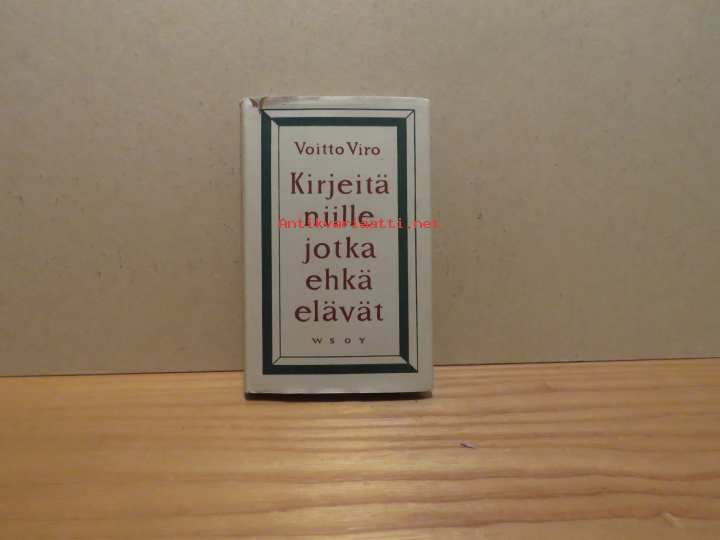 Voitto Viro
Kirjeitä
niille
Antikvariaatti.net
jotka
ehkä
elävät
WSOY